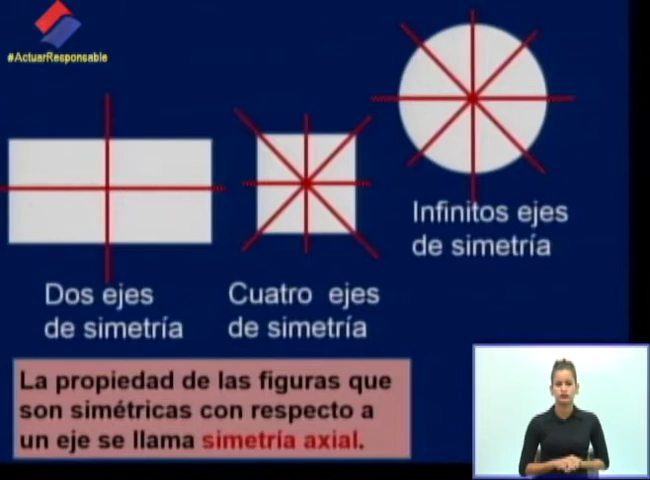 #ActuarResponsable
Infinitos ejes
de simetría
Dos ejes
de simetría
Cuatro ejes
de simetría
La propiedad de las figuras que
son simétricas con respecto a
un eje se llama simetría axial.